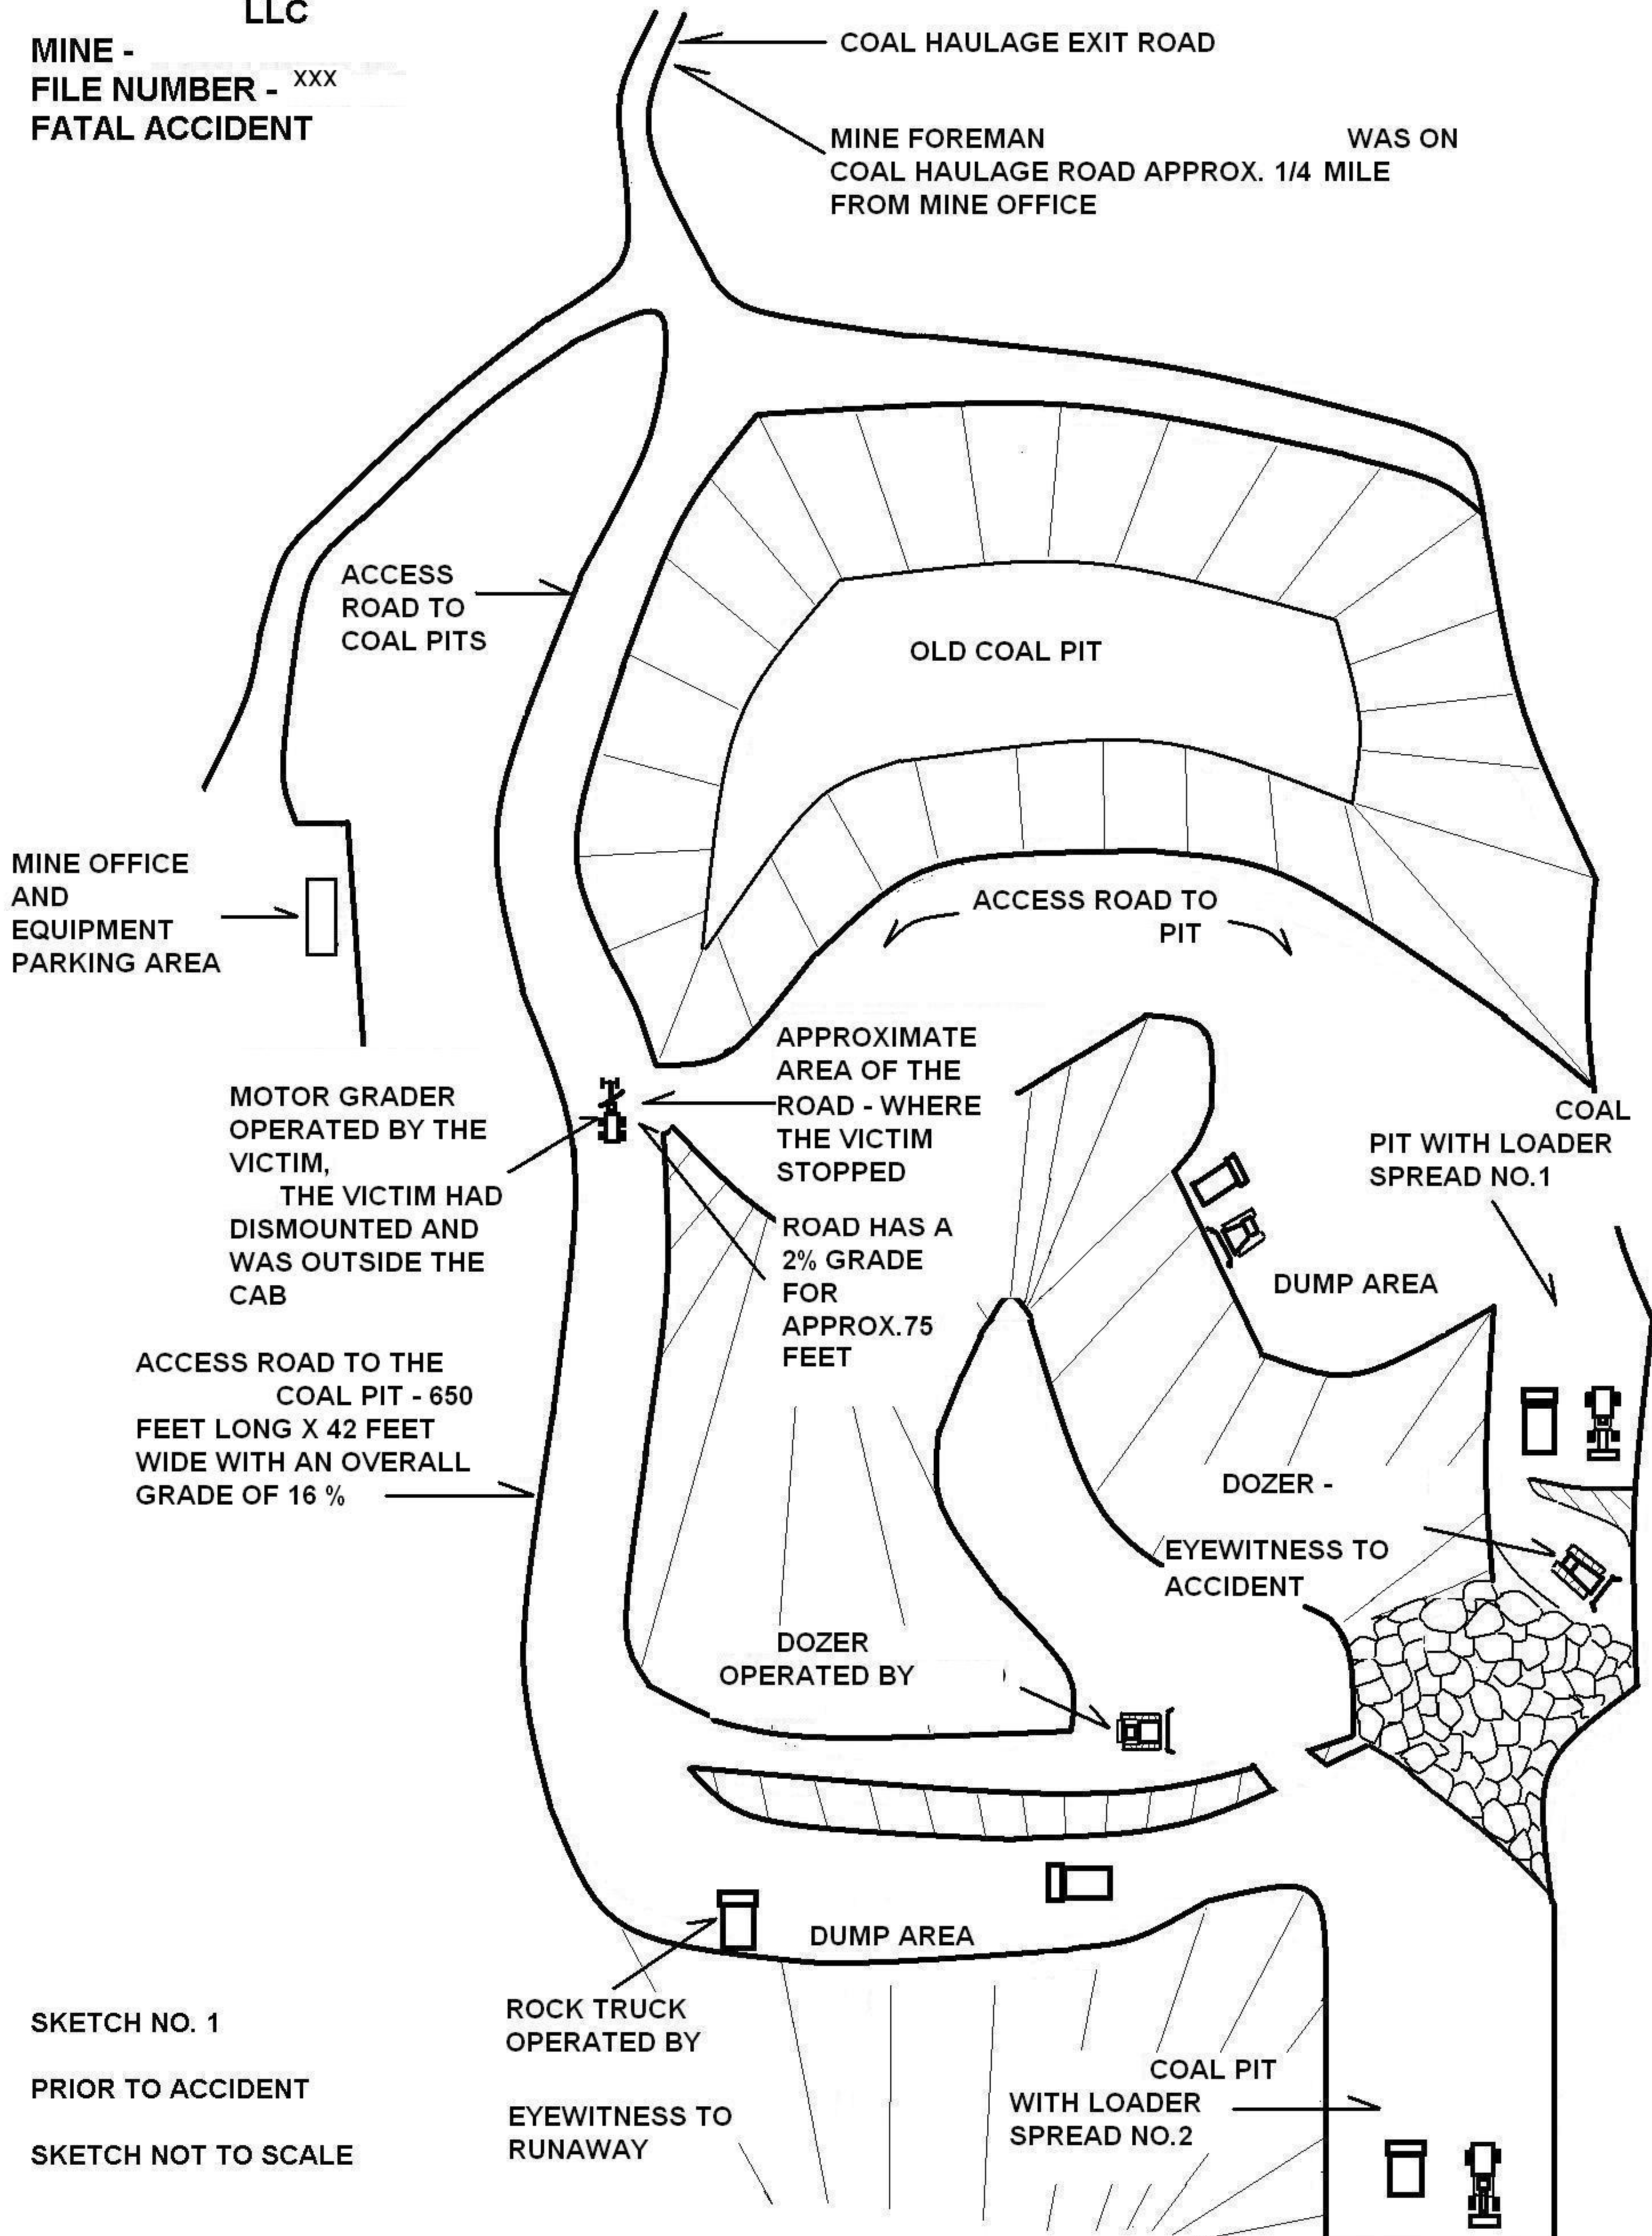 LLC
MINE -
FILE NUMBER - XXX
FATAL ACCIDENT
COAL HAULAGE EXIT ROAD
MINE FOREMAN WAS ON
COAL HAULAGE ROAD APPROX. 1/4 MILE
FROM MINE OFFICE
ACCESS
ROAD TO
COAL PITS
OLD COAL PIT
MINE OFFICE
AND
EQUIPMENT
PARKING AREA
ACCESS ROAD TO
PIT
APPROXIMATE
AREA OF THE
ROAD - WHERE
THE VICTIM
STOPPED
MOTOR GRADER
OPERATED BY THE
VICTIM,
THE VICTIM HAD
DISMOUNTED AND
WAS OUTSIDE THE
CAB
COAL
PIT WITH LOADER
SPREAD NO.1
ROAD HAS A
2% GRADE
FOR
APPROX.75
FEET
DUMP AREA
ACCESS ROAD TO THE
COAL PIT - 650
FEET LONG X 42 FEET
WIDE WITH AN OVERALL
GRADE OF 16 %
DOZER -
EYEWITNESS TO
ACCIDENT
DOZER
OPERATED BY
DUMP AREA
ROCK TRUCK
OPERATED BY
EYEWITNESS TO
RUNAWAY
COAL PIT
WITH LOADER
SPREAD NO.2
SKETCH NO. 1
PRIOR TO ACCIDENT
SKETCH NOT TO SCALE